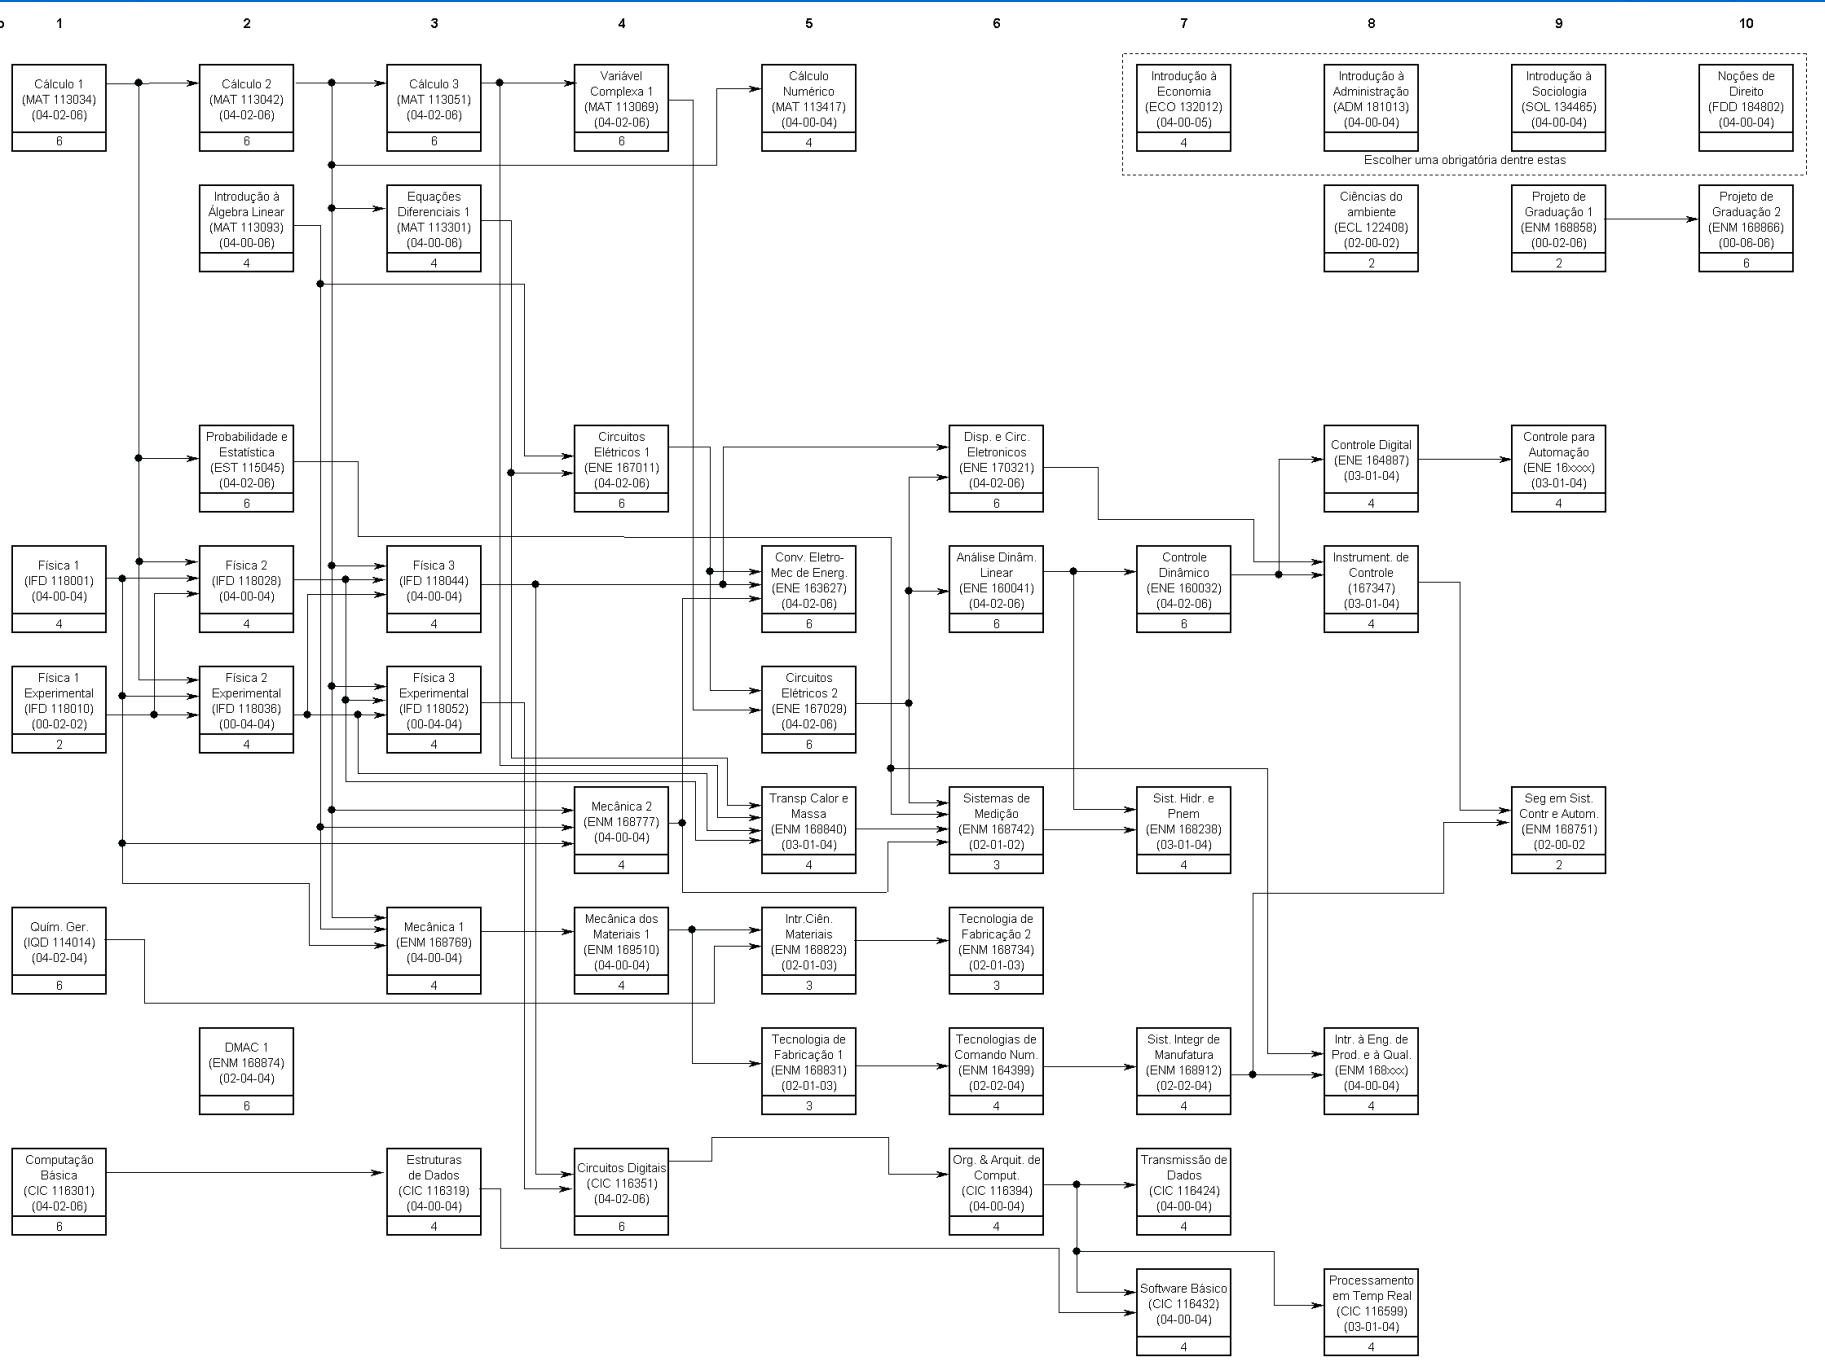 o 1 2 3 4 5 6 7 8 9 10
Cálculo 1
(MAT 113034)
(04-02-06)
6
Cálculo 2
(MAT 113042)
(04-02-06)
6
Cálculo 3
(MAT 113051)
(04-02-06)
6
Variável
Complexa 1
(MAT 113069)
(04-02-06)
6
Cálculo
Numérico
(MAT 113417)
(04-00-04)
4
Introdução à
Economia
(ECO 132012)
(04-00-05)
4
Introdução à
Administração
(ADM 181013)
(04-00-04)
Introdução à
Sociologia
(SOL 134465)
(04-00-04)
Noções de
Direito
(FDD 184802)
(04-00-04)
Escolher uma obrigatória dentre estas
Introdução à
Álgebra Linear
(MAT 113093)
(04-00-06)
4
Equações
Diferenciais 1
(MAT 113301)
(04-00-06)
4
Ciências do
ambiente
(ECL 122408)
(02-00-02)
2
Projeto de
Graduação 1
(ENM 168858)
(00-02-06)
2
Projeto de
Graduação 2
(ENM 168866)
(00-06-06)
6
Probabilidade e
Estatística
(EST 115045)
(04-02-06)
6
Circuitos
Elétricos 1
(ENE 167011)
(04-02-06)
6
Disp. e Circ.
Eletronicos
(ENE 170321)
(04-02-06)
6
Controle Digital
(ENE 164887)
(03-01-04)
4
Controle para
Automação
(ENE 16xxxx)
(03-01-04)
4
Física 1
(IFD 118001)
(04-00-04)
4
Física 2
(IFD 118028)
(04-00-04)
4
Física 3
(IFD 118044)
(04-00-04)
4
Conv. Eletro-
Mec de Energ.
(ENE 163627)
(04-02-06)
6
Análise Dinâm.
Linear
(ENE 160041)
(04-02-06)
6
Controle
Dinâmico
(ENE 160032)
(04-02-06)
6
Instrument. de
Controle
(167347)
(03-01-04)
4
Física 1
Experimental
(IFD 118010)
(00-02-02)
2
Física 2
Experimental
(IFD 118036)
(00-04-04)
4
Física 3
Experimental
(IFD 118052)
(00-04-04)
4
Circuitos
Elétricos 2
(ENE 167029)
(04-02-06)
6
Mecânica 2
(ENM 168777)
(04-00-04)
4
Transp Calor e
Massa
(ENM 168840)
(03-01-04)
4
Sistemas de
Medição
(ENM 168742)
(02-01-02)
3
Sist. Hidr. e
Pnem
(ENM 168238)
(03-01-04)
4
Seg em Sist.
Contr e Autom.
(ENM 168751)
(02-00-02
2
Quím. Ger.
(IQD 114014)
(04-02-04)
6
Mecânica 1
(ENM 168769)
(04-00-04)
4
Mecânica dos
Materiais 1
(ENM 169510)
(04-00-04)
4
Intr.Ciên.
Materiais
(ENM 168823)
(02-01-03)
3
Tecnologia de
Fabricação 2
(ENM 168734)
(02-01-03)
3
DMAC 1
(ENM 168874)
(02-04-04)
6
Tecnologia de
Fabricação 1
(ENM 168831)
(02-01-03)
3
Tecnologias de
Comando Num.
(ENM 164399)
(02-02-04)
4
Sist. Integr de
Manufatura
(ENM 168912)
(02-02-04)
4
Intr. à Eng. de
Prod. e à Qual.
(ENM 168xxx)
(04-00-04)
4
Computação
Básica
(CIC 116301)
(04-02-06)
6
Estruturas
de Dados
(CIC 116319)
(04-00-04)
4
Circuitos Digitais
(CIC 116351)
(04-02-06)
6
Org. & Arquit. de
Comput.
(CIC 116394)
(04-00-04)
4
Transmissão de
Dados
(CIC 116424)
(04-00-04)
4
Software Básico
(CIC 116432)
(04-00-04)
4
Processamento
em Temp Real
(CIC 116599)
(03-01-04)
4